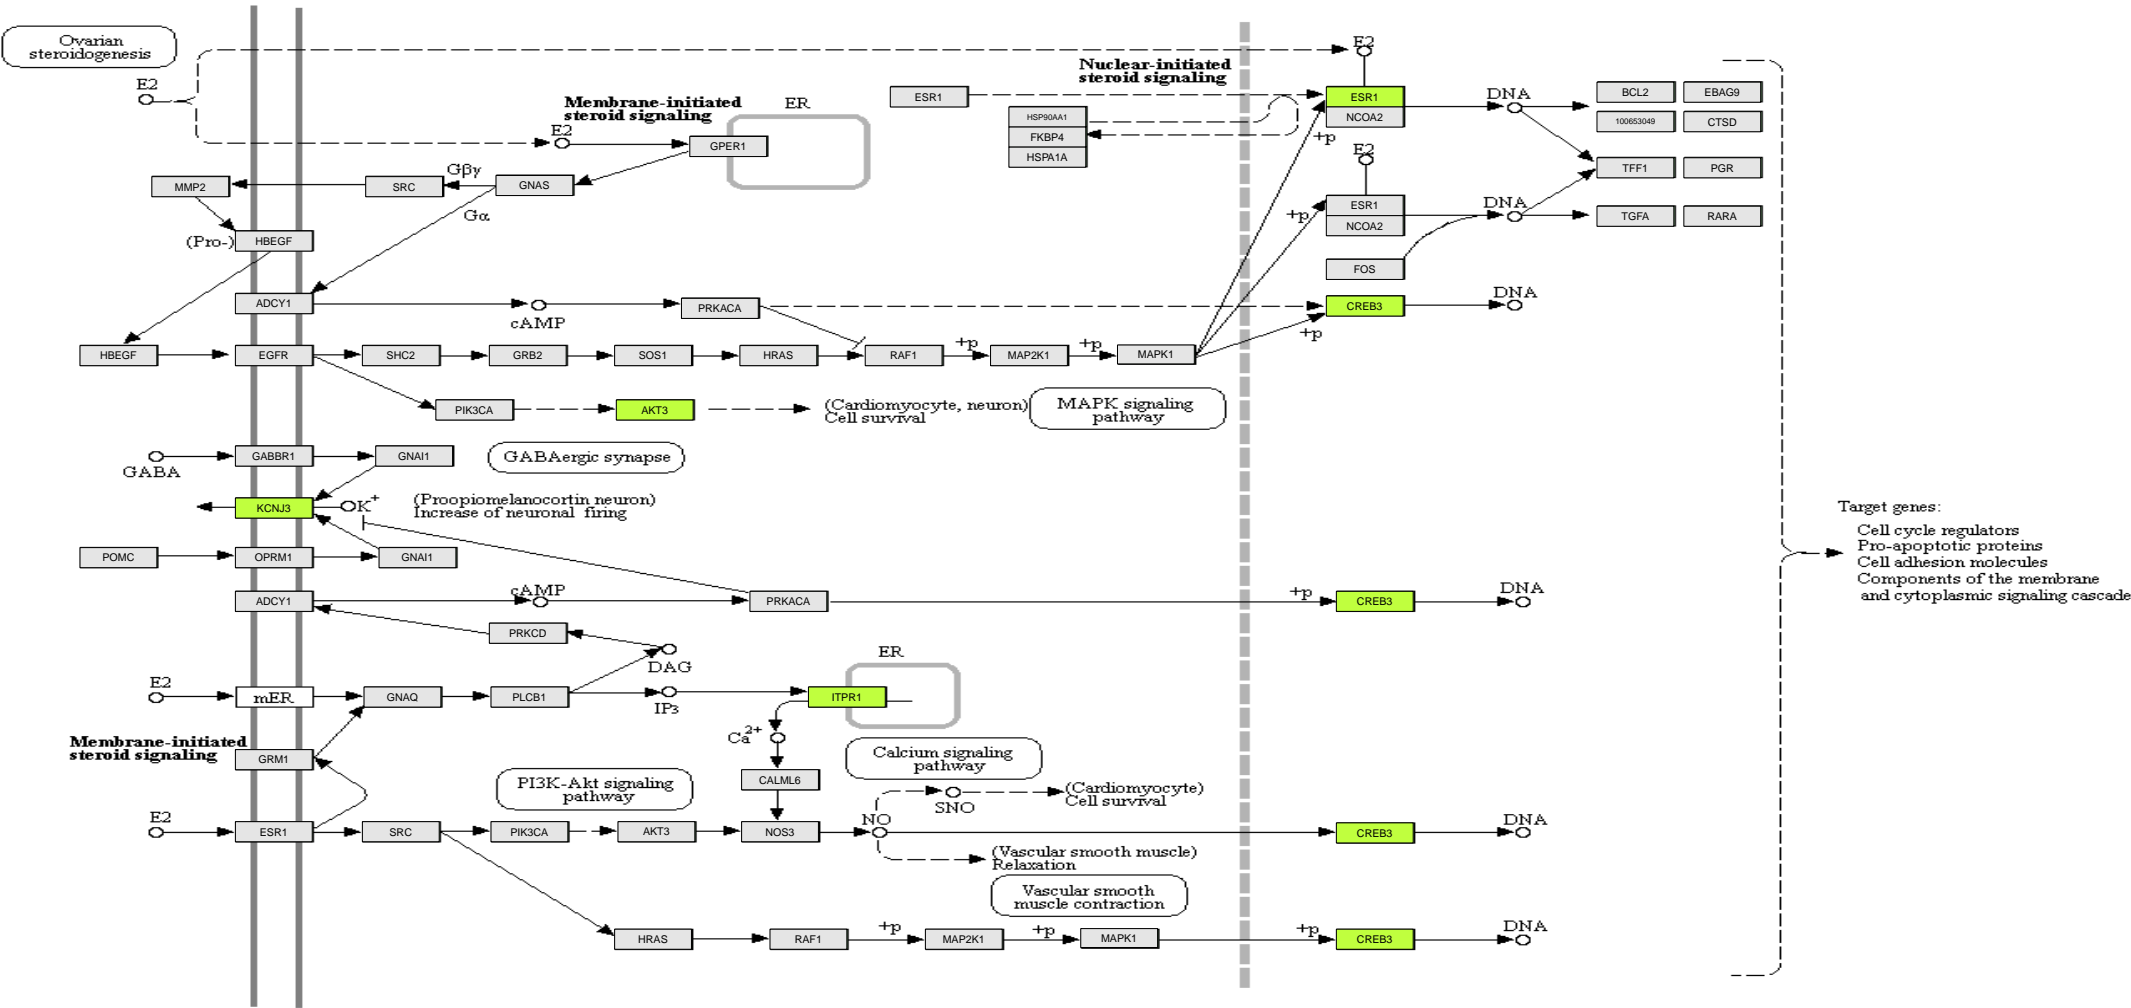 Ovarian
steroidogenesis
E2
E2
Nuclear-initiated
steroid signaling
Membrane-initiated
steroid signaling
ER
ESR1
ESR1
NCOA2
DNA
BCL2
EBAG9
HSP90AA1
FKBP4
HSPA1A
100653049
CTSD
+p
E2
GPER1
E2
Gβγ
MMP2
SRC
GNAS
TFF1
PGR
Gα
+p
ESR1
NCOA2
DNA
TGFA
RARA
(Pro-)
HBEGF
FOS
ADCY1
cAMP
PRKACA
CREB3
DNA
+p
HBEGF
EGFR
SHC2
GRB2
SOS1
HRAS
RAF1
+p
MAP2K1
+p
MAPK1
PIK3CA
AKT3
(Cardiomyocyte, neuron)
Cell survival
MAPK signaling
pathway
GABA
GABBR1
GNAI1
GABAergic synapse
KCNJ3
K+
(Proopiomelanocortin neuron)
Increase of neuronal firing
Target genes:
Cell cycle regulators
Pro-apoptotic proteins
Cell adhesion molecules
Components of the membrane
and cytoplasmic signaling cascade
POMC
OPRM1
GNAI1
ADCY1
cAMP
PRKACA
+p
CREB3
DNA
PRKCD
DAG
ER
E2
mER
GNAQ
PLCB1
IP3
ITPR1
Ca2+
Membrane-initiated
steroid signaling
GRM1
Calcium signaling
pathway
PI3K-Akt signaling
pathway
CALML6
SNO
(Cardiomyocyte)
Cell survival
E2
ESR1
SRC
PIK3CA
AKT3
NOS3
NO
CREB3
DNA
(Vascular smooth muscle)
Relaxation
Vascular smooth
muscle contraction
HRAS
RAF1
+p
MAP2K1
+p
MAPK1
+p
CREB3
DNA